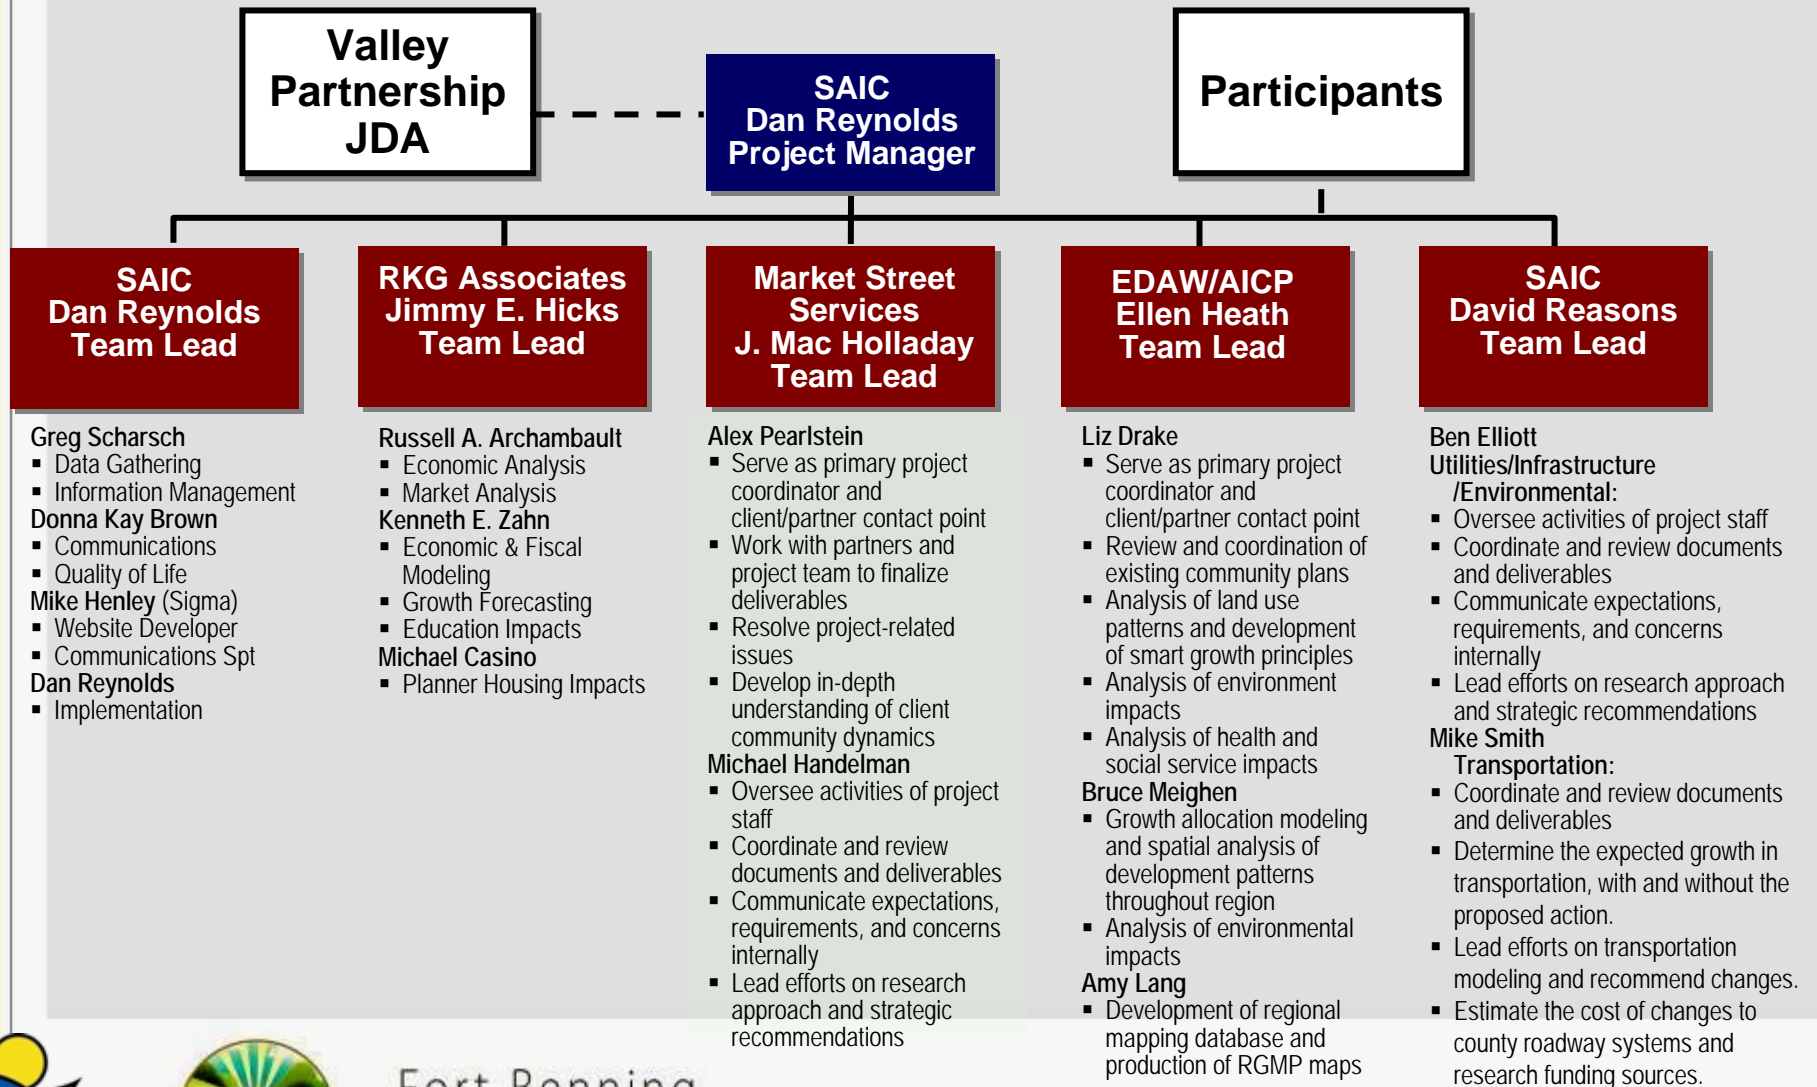 Valley
Partnership
JDA
SAIC
Dan Reynolds
Project Manager
Participants
SAIC
Dan Reynolds
Team Lead
RKG Associates
Jimmy E. Hicks
Team Lead
Market Street
Services
J. Mac Holladay
Team Lead
EDAW/AICP
Ellen Heath
Team Lead
SAIC
David Reasons
Team Lead
Greg Scharsch
▪ Data Gathering
▪ Information Management
Donna Kay Brown
▪ Communications
▪ Quality of Life
Mike Henley (Sigma)
▪ Website Developer
▪ Communications Spt
Dan Reynolds
▪ Implementation
Russell A. Archambault
▪ Economic Analysis
▪ Market Analysis
Kenneth E. Zahn
▪ Economic & Fiscal
Modeling
▪ Growth Forecasting
▪ Education Impacts
Michael Casino
▪ Planner Housing Impacts
Alex Pearlstein
▪ Serve as primary project
coordinator and
client/partner contact point
▪ Work with partners and
project team to finalize
deliverables
▪ Resolve project-related
issues
▪ Develop in-depth
understanding of client
community dynamics
Michael Handelman
▪ Oversee activities of project
staff
▪ Coordinate and review
documents and deliverables
▪ Communicate expectations,
requirements, and concerns
internally
▪ Lead efforts on research
approach and strategic
recommendations
Liz Drake
▪ Serve as primary project
coordinator and
client/partner contact point
▪ Review and coordination of
existing community plans
▪ Analysis of land use
patterns and development
of smart growth principles
▪ Analysis of environment
impacts
▪ Analysis of health and
social service impacts
Bruce Meighen
▪ Growth allocation modeling
and spatial analysis of
development patterns
throughout region
▪ Analysis of environmental
impacts
Amy Lang
▪ Development of regional
mapping database and
production of RGMP maps
Ben Elliott
Utilities/Infrastructure
/Environmental:
▪ Oversee activities of project staff
▪ Coordinate and review documents
and deliverables
▪ Communicate expectations,
requirements, and concerns
internally
▪ Lead efforts on research approach
and strategic recommendations
Mike Smith
Transportation:
▪ Coordinate and review documents
and deliverables
▪ Determine the expected growth in
transportation, with and without the
proposed action.
▪ Lead efforts on transportation
modeling and recommend changes.
▪ Estimate the cost of changes to
county roadway systems and
research funding sources.
Fort Benning